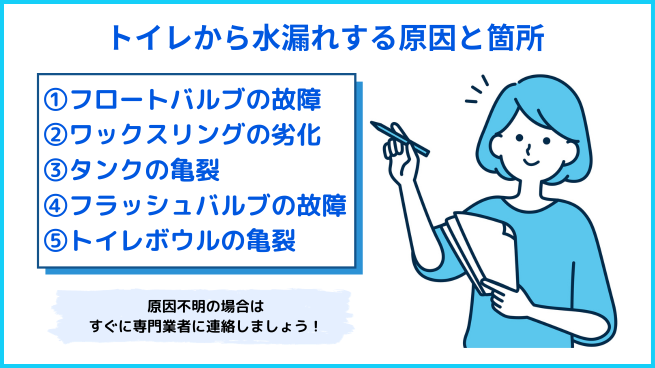 トイレから水漏れする原因と箇所
①フロートバルブの故障
②ワックスリングの劣化
③タンクの亀裂
④フラッシュバルブの故障
⑤トイレボウルの亀裂
原因不明の場合は
すぐに専門業者に連絡しましょう！